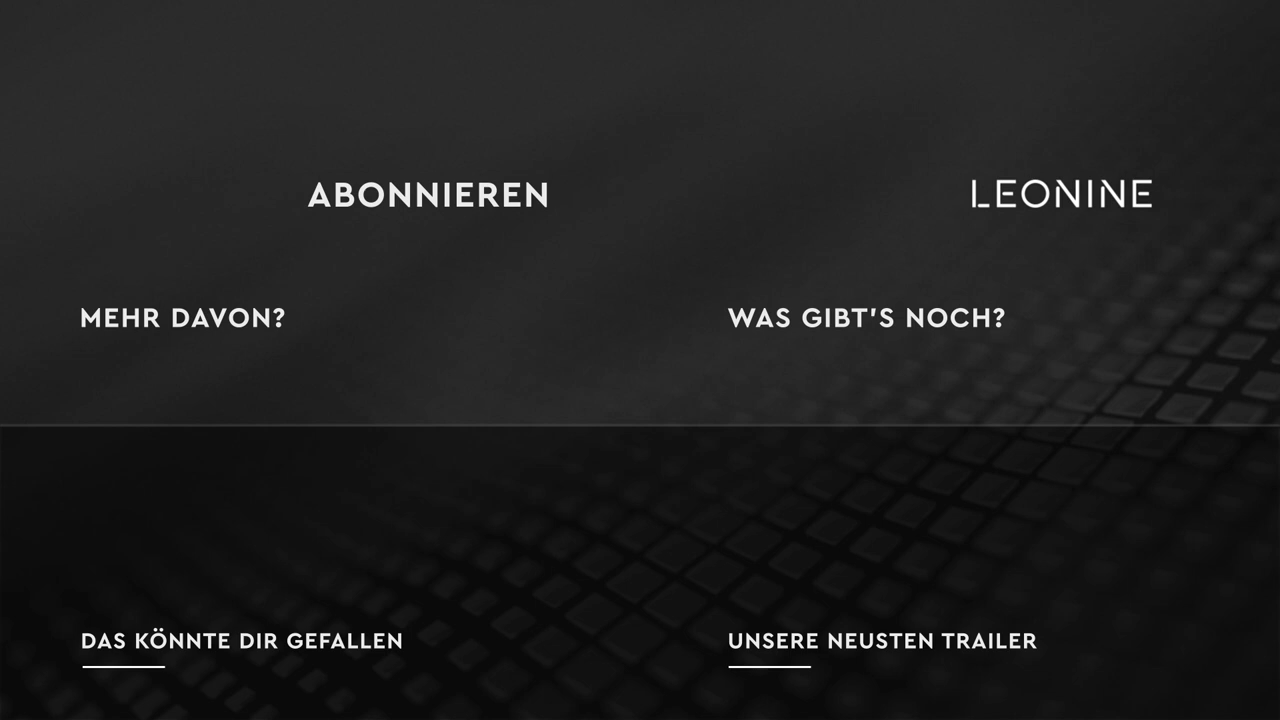 ABONNIEREN
LEONINE
MEHR DAVON?
WAS GIBT'S NOCH?
DAS KÖNNTE DIR GEFALLEN
UNSERE NEUSTEN TRAILER